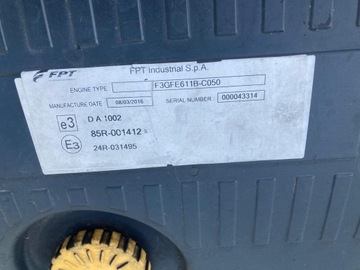 FPT
FPT Industrial S.p.A.
ENGINE TYPE F3GFE611B-C050
MANUFACTURE DATE 08/03/2016 SERIAL NUMBER 000043314
e3 D A 1002
85R-001412
E3 24R-031495